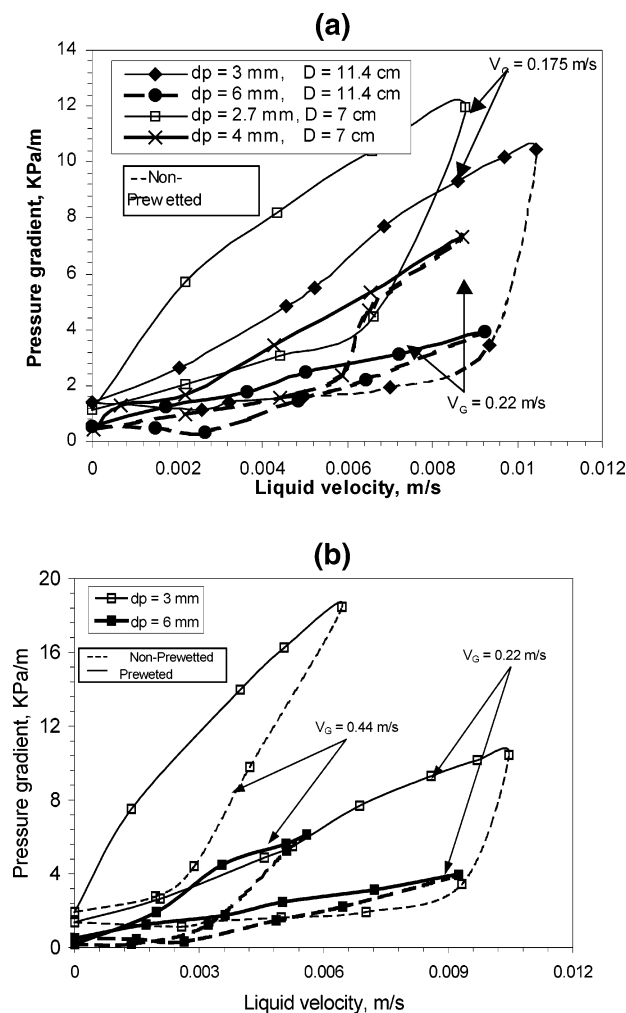 (a)
14
12
10
8
6
4
2
0
Pressure gradient, KPa/m
dp = 3 mm, D = 11.4 cm
dp = 6 mm, D = 11.4 cm
dp = 2.7 mm, D = 7 cm
dp = 4 mm, D = 7 cm
Non-
Prewetted
= 0.175 m/s
VG = 0.22 m/s
0 0.002 0.004 0.006 0.008 0.01 0.012
Liquid velocity, m/s
(b)
20
16
12
8
4
0
Pressure gradient, KPa/m
dp = 3 mm
dp = 6 mm
Non-Prewetted
Preweted
VG = 0.22 m/s
VG = 0.44 m/s
0 0.003 0.006 0.009 0.012
Liquid velocity, m/s